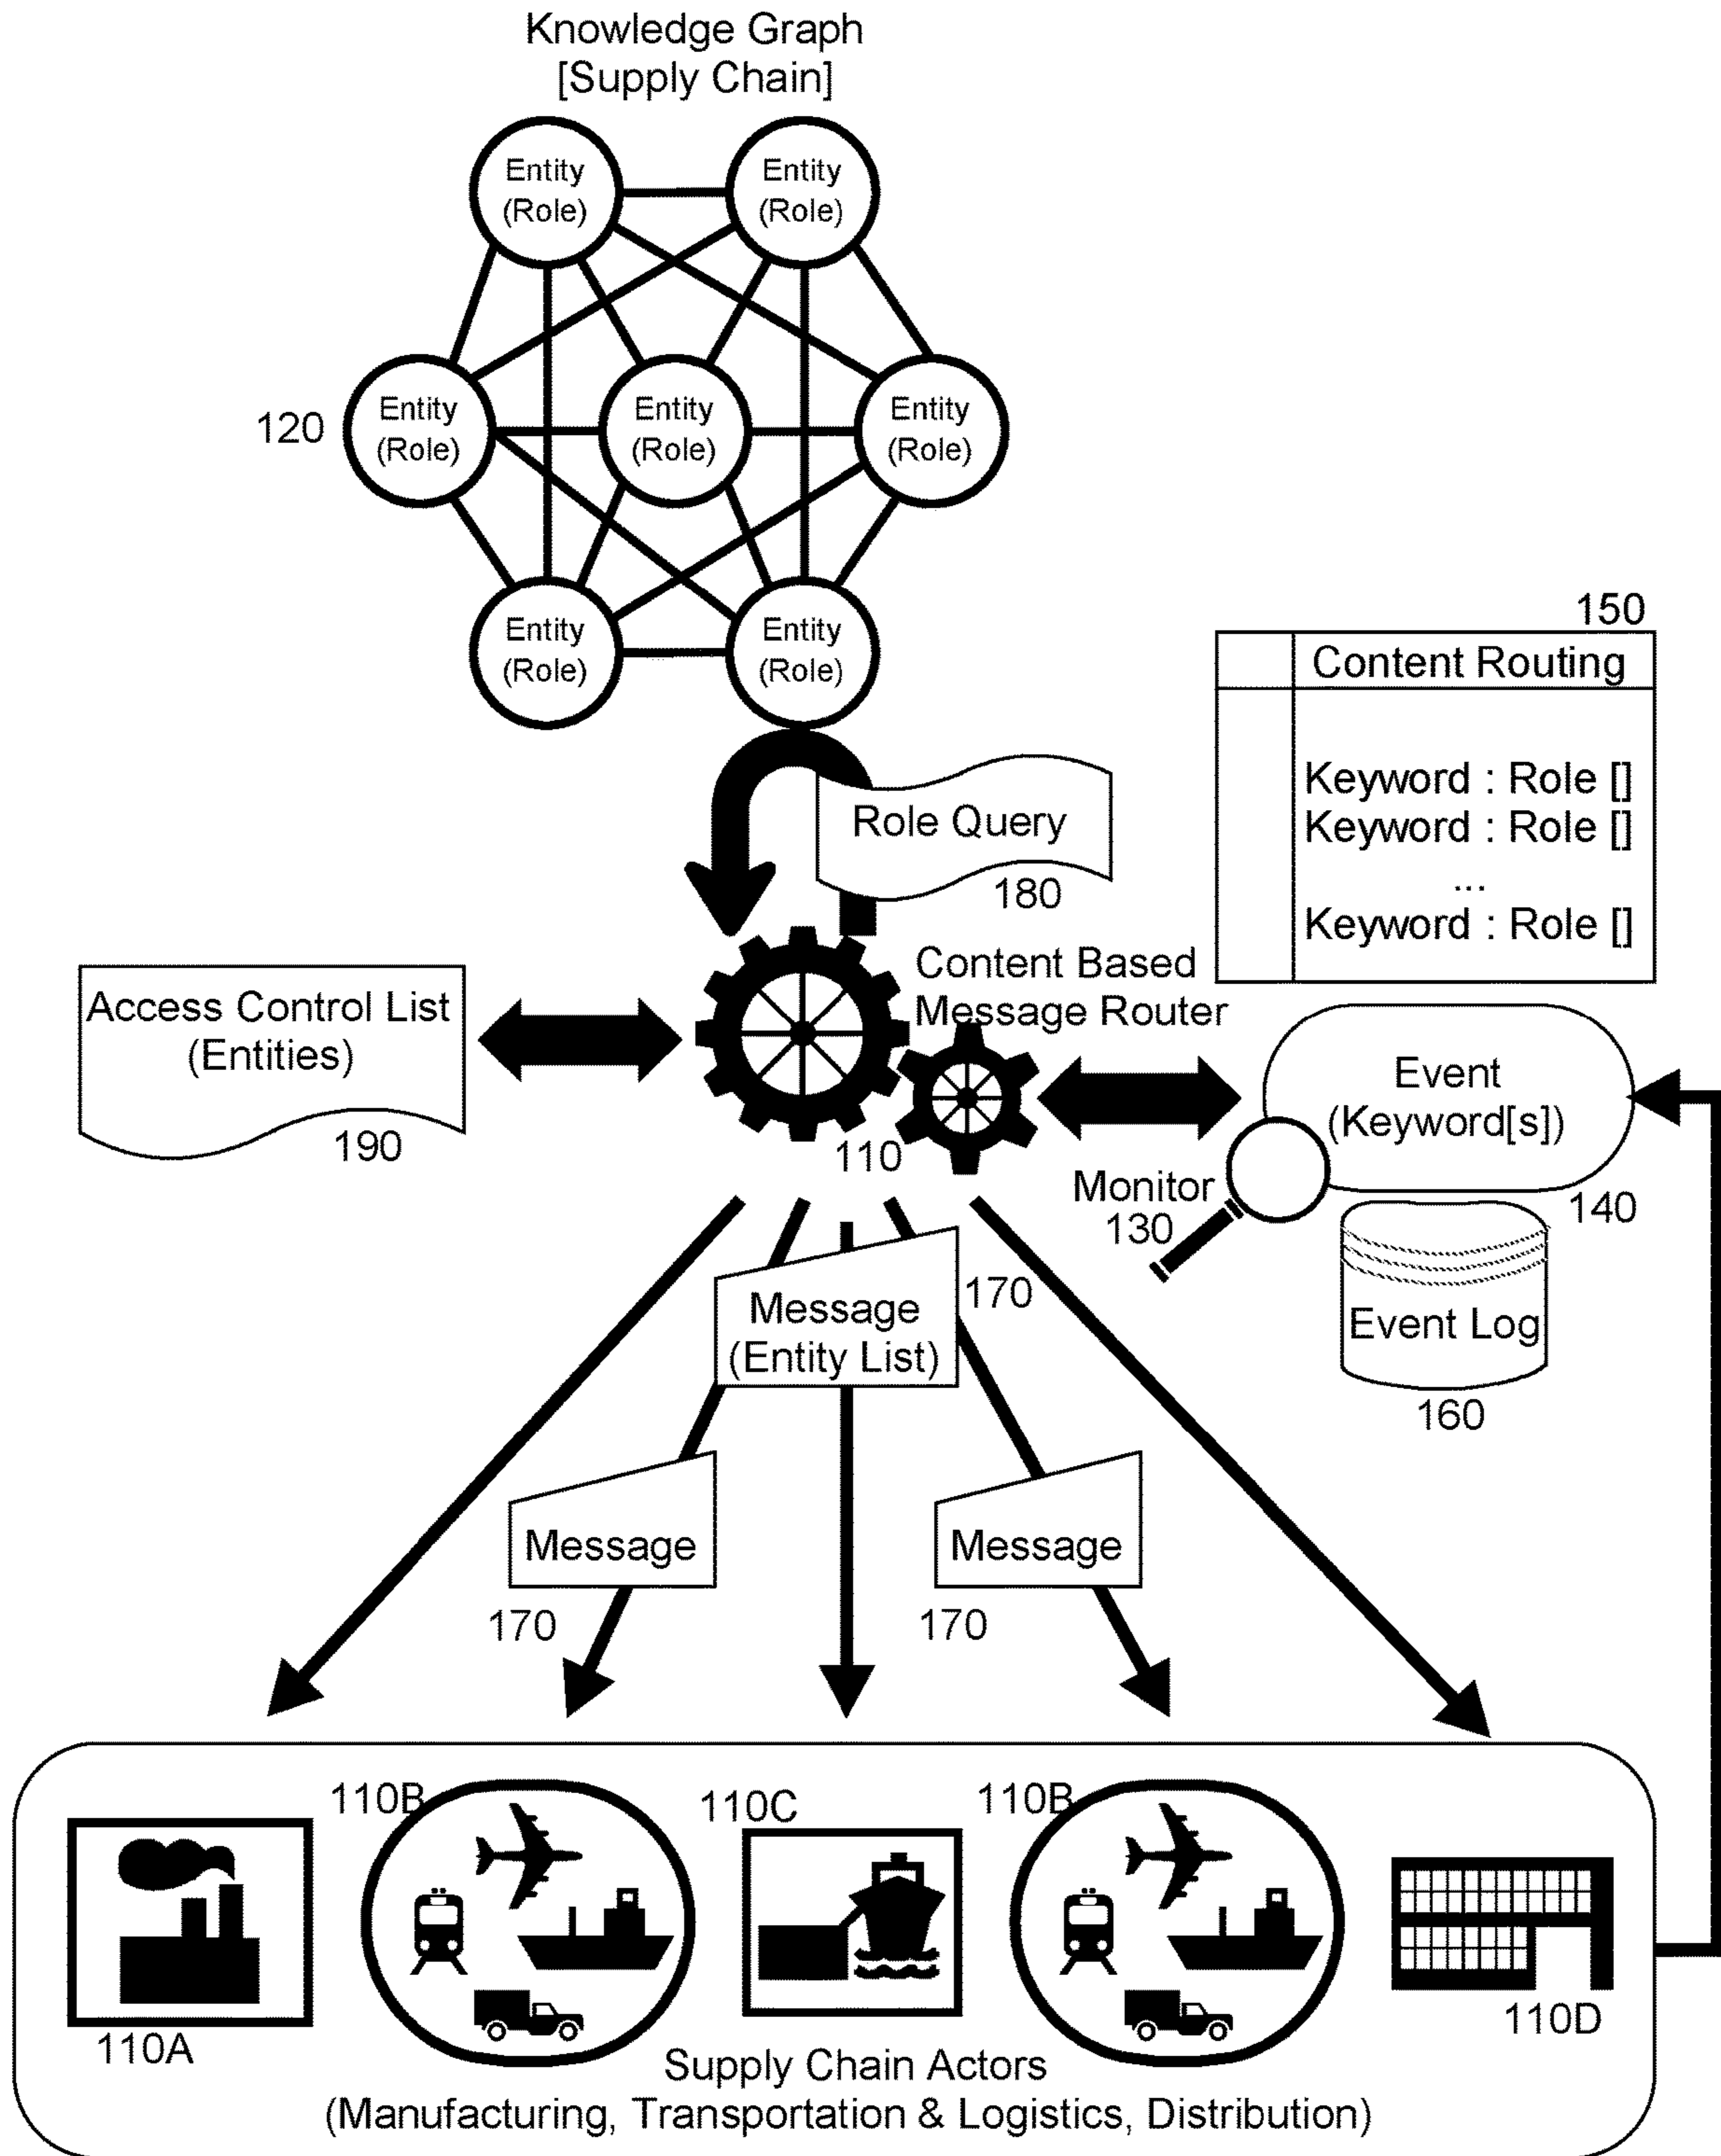 Knowledge Graph
[Supply Chain]
Entity
(Role)
Entity
(Role)
120
Entity
(Role)
Entity
(Role)
Entity
(Role)
Entity
(Role)
Entity
(Role)
150
Content Routing
Keyword : Role []
Keyword : Role []
...
Keyword : Role []
Role Query
180
Content Based
Message Router
Access Control List
(Entities)
190
110
Event
(Keyword[s])
140
Monitor
130
Event Log
160
Message
(Entity List)
170
Message
170
Message
170
110A
110B
110C
110B
110D
Supply Chain Actors
(Manufacturing, Transportation & Logistics, Distribution)